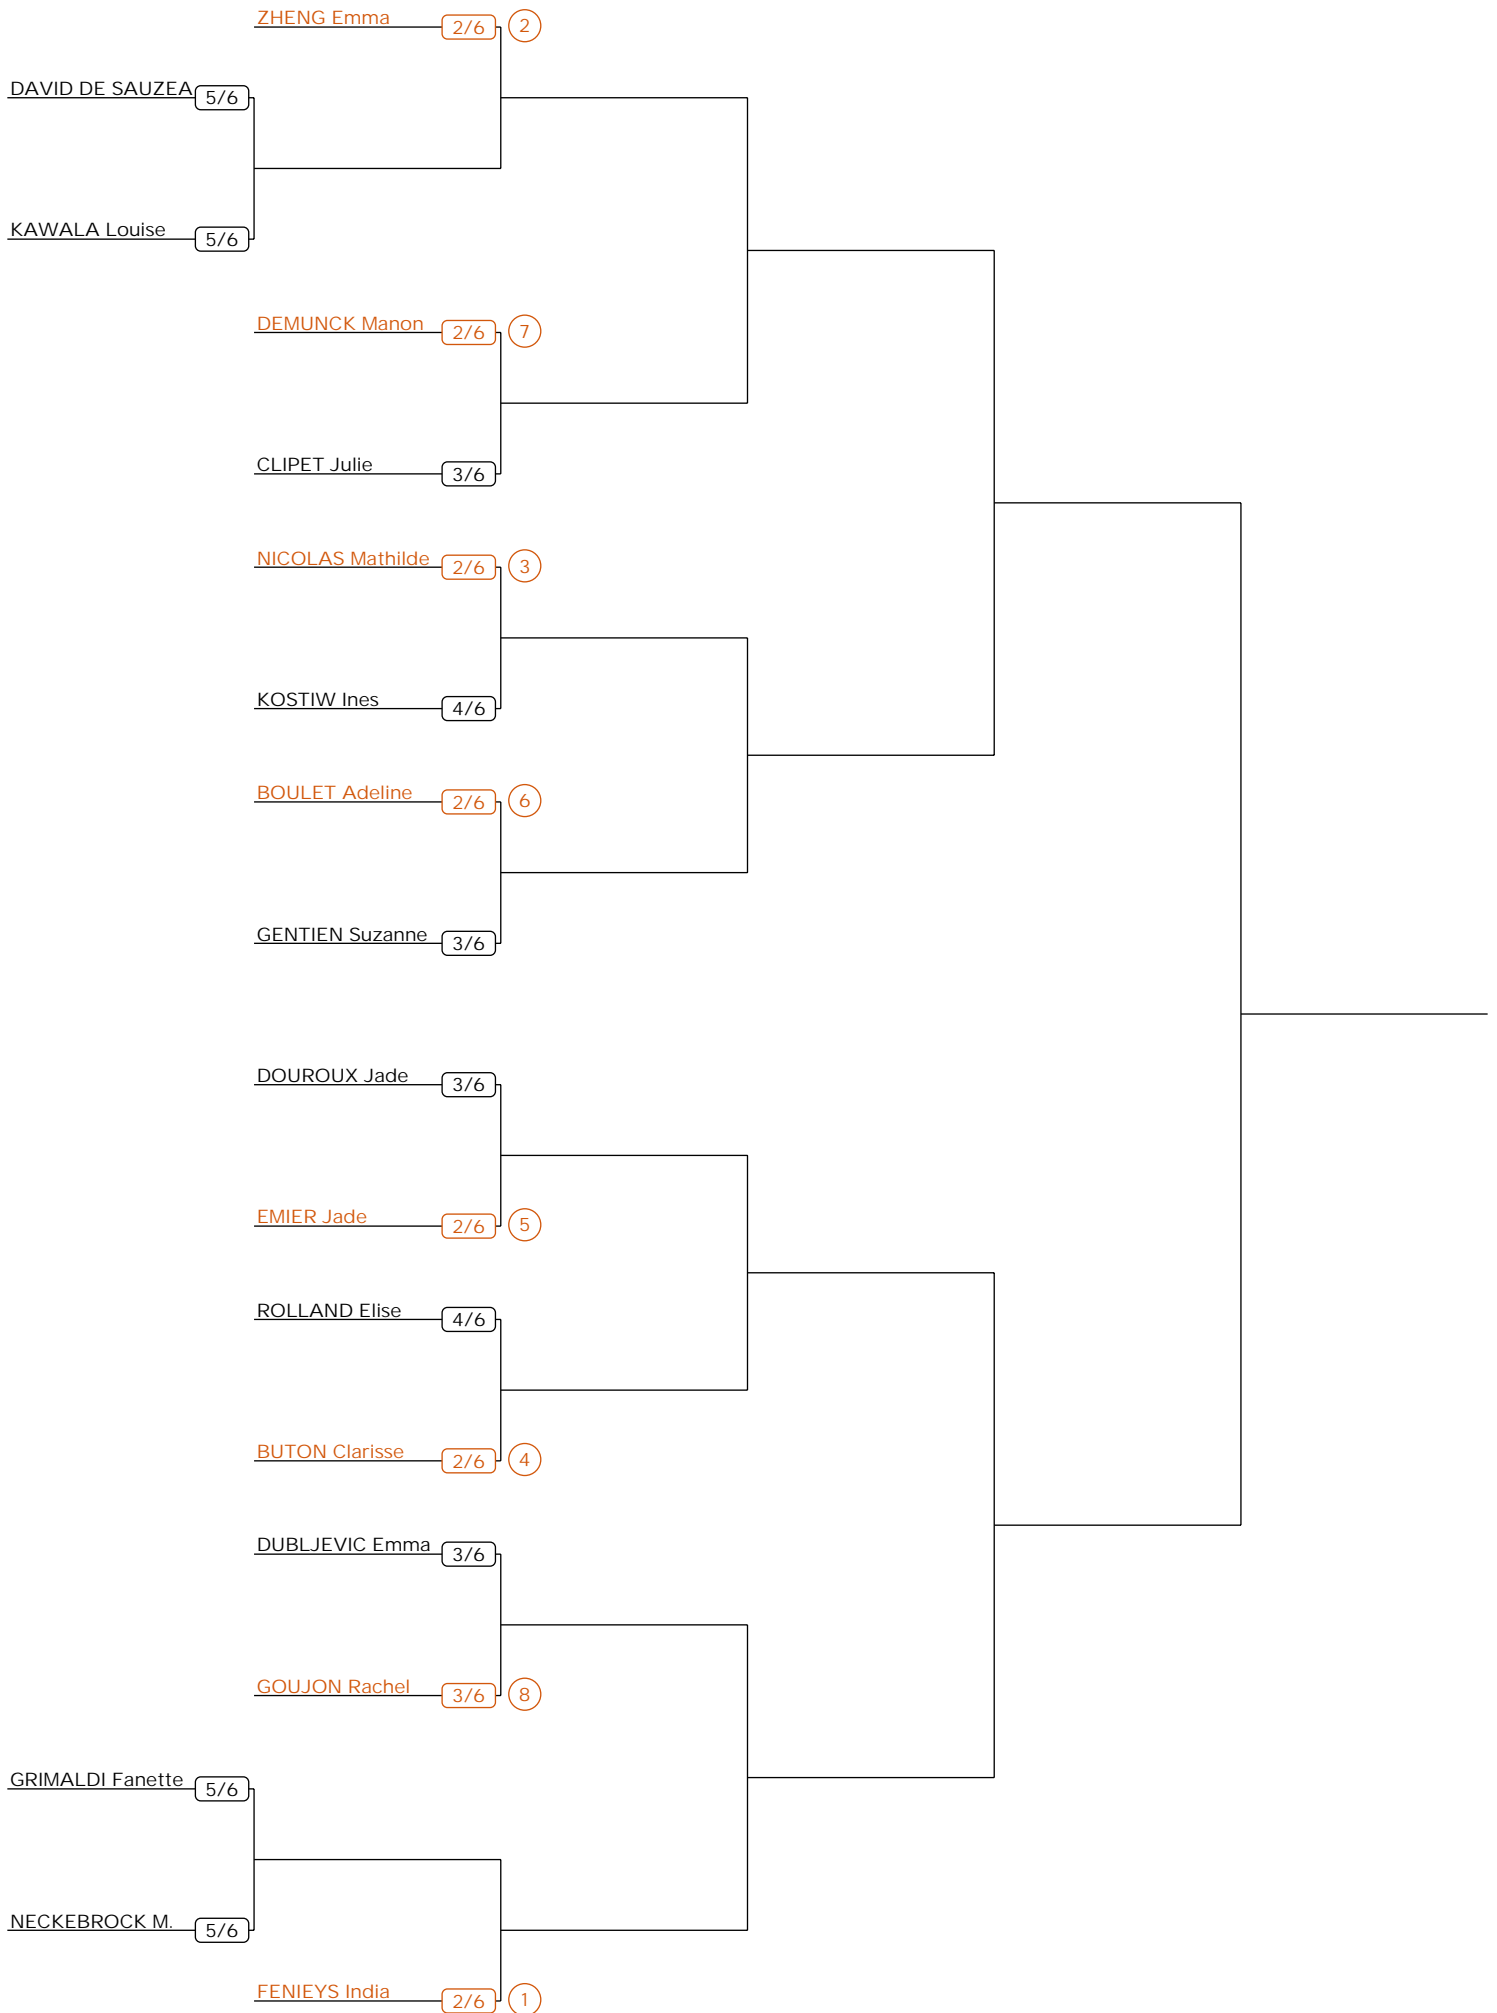 ZHENG Emma 2/6 2
DAVID DE SAUZEA 5/6
KAWALA Louise 5/6
DEMUNCK Manon 2/6 7
CLIPET Julie 3/6
NICOLAS Mathilde 2/6 3
KOSTIW Ines 4/6
BOULET Adeline 2/6 6
GENTIEN Suzanne 3/6
DOUROUX Jade 3/6
EMIER Jade 2/6 5
ROLLAND Elise 4/6
BUTON Clarisse 2/6 4
DUBLJEVIC Emma 3/6
GOUJON Rachel 3/6 8
GRIMALDI Fanette 5/6
NECKEBROCK M. 5/6
FENIEYS India 2/6 1